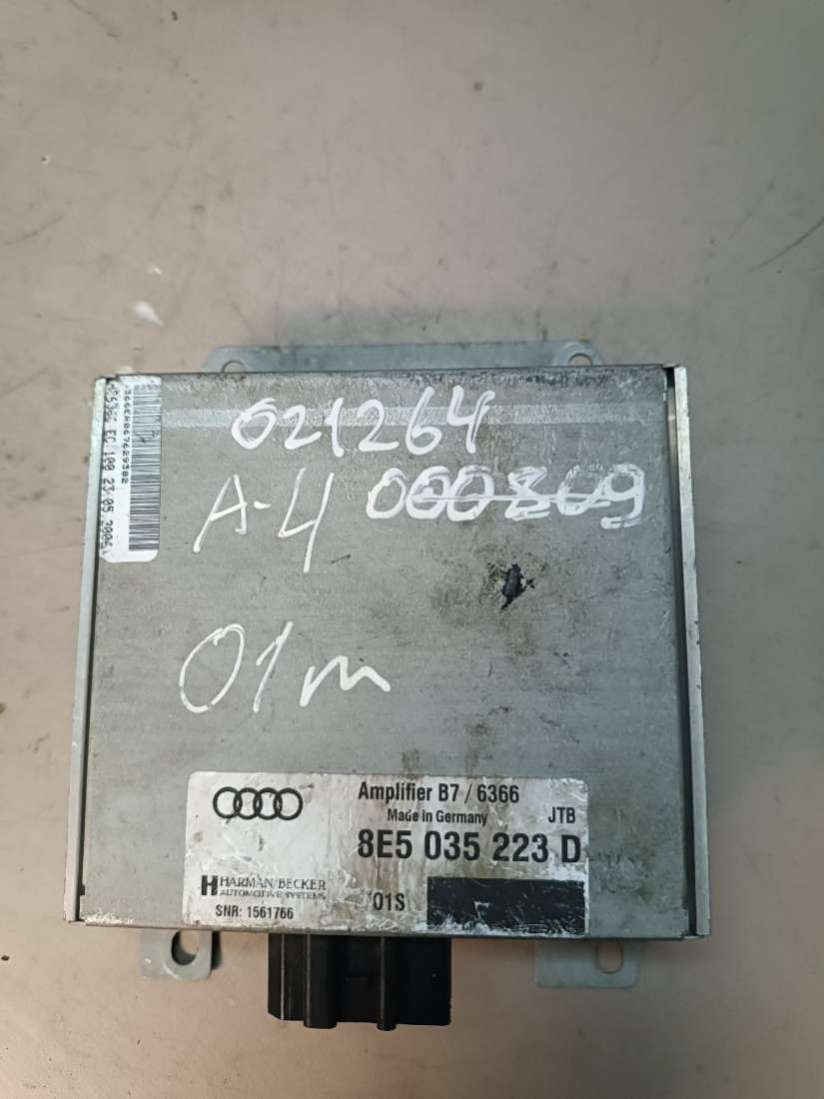 021264
A-4 000809
01m
Amplifier B7 / 6366
Made in Germany JTB
8E5 035 223 D
HARMAN/BECKER
AUTOMOTIVE SYSTEMS
SNR: 1561766
01S